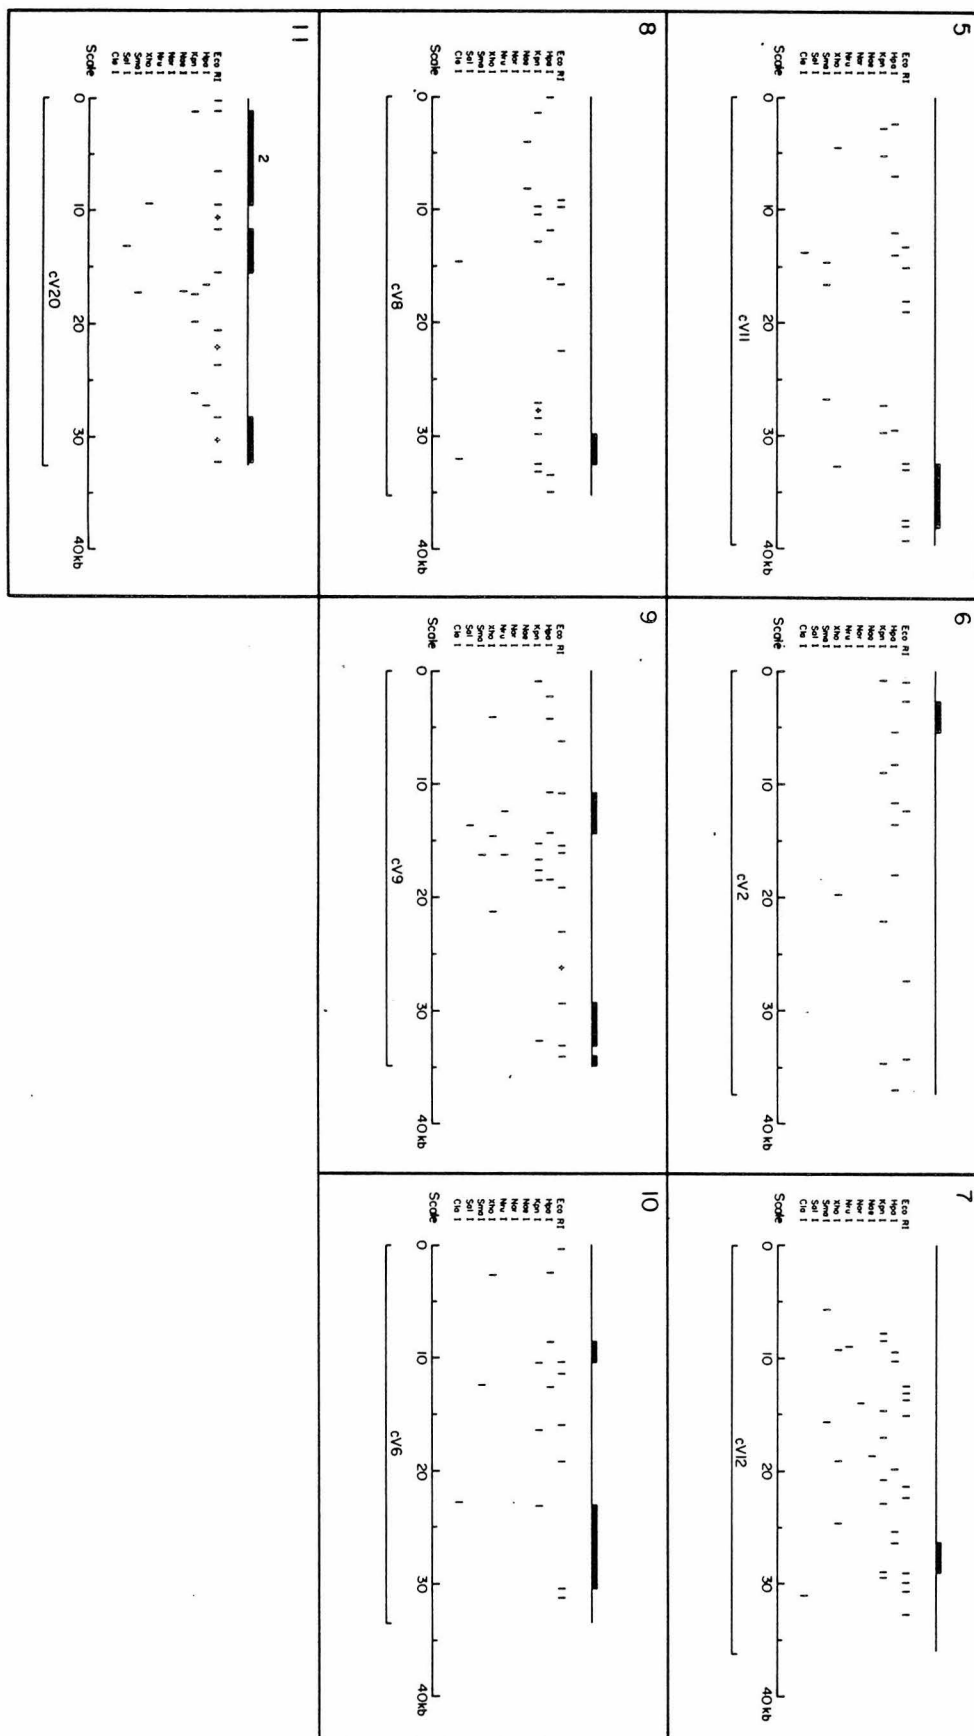 5
Eco RI
Hpa I
Kpn I
Nae I
Nar I
Nru I
Xho I
Sma I
Sal I
Cla I
Scale 0 10 20 30 40kb
cV11
6
Eco RI
Hpa I
Kpn I
Nae I
Nar I
Nru I
Xho I
Sma I
Sal I
Cla I
Scale 0 10 20 30 40kb
cV2
7
Eco RI
Hpa I
Kpn I
Nae I
Nar I
Nru I
Xho I
Sma I
Sal I
Cla I
Scale 0 10 20 30 40kb
cV12
8
Eco RI
Hpa I
Kpn I
Nae I
Nar I
Nru I
Xho I
Sma I
Sal I
Cla I
Scale 0 10 20 30 40kb
cV8
9
Eco RI
Hpa I
Kpn I
Nae I
Nar I
Nru I
Xho I
Sma I
Sal I
Cla I
Scale 0 10 20 30 40kb
cV9
10
Eco RI
Hpa I
Kpn I
Nae I
Nar I
Nru I
Xho I
Sma I
Sal I
Cla I
Scale 0 10 20 30 40kb
cV6
11
2
Eco RI
Hpa I
Kpn I
Nae I
Nar I
Nru I
Xho I
Sma I
Sal I
Cla I
Scale 0 10 20 30 40kb
cV20